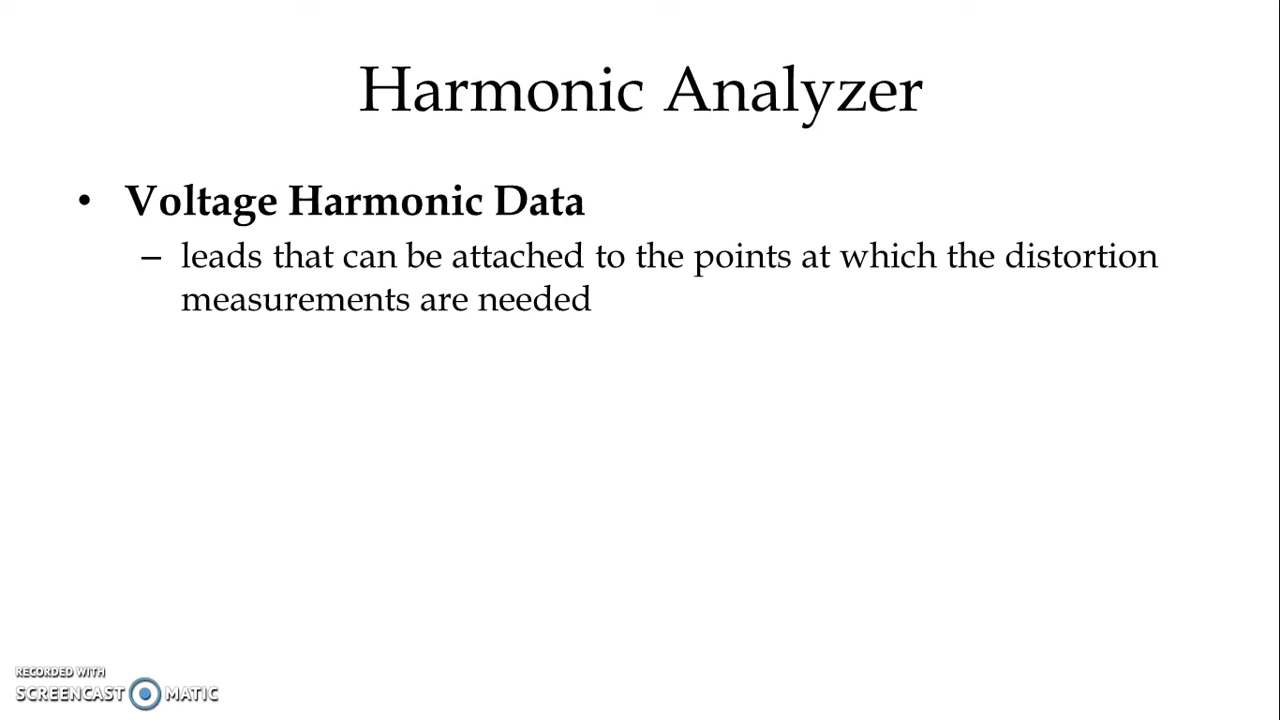 Harmonic Analyzer
• Voltage Harmonic Data
– leads that can be attached to the points at which the distortion
measurements are needed
RECORDED WITH
SCREENCAST MATIC